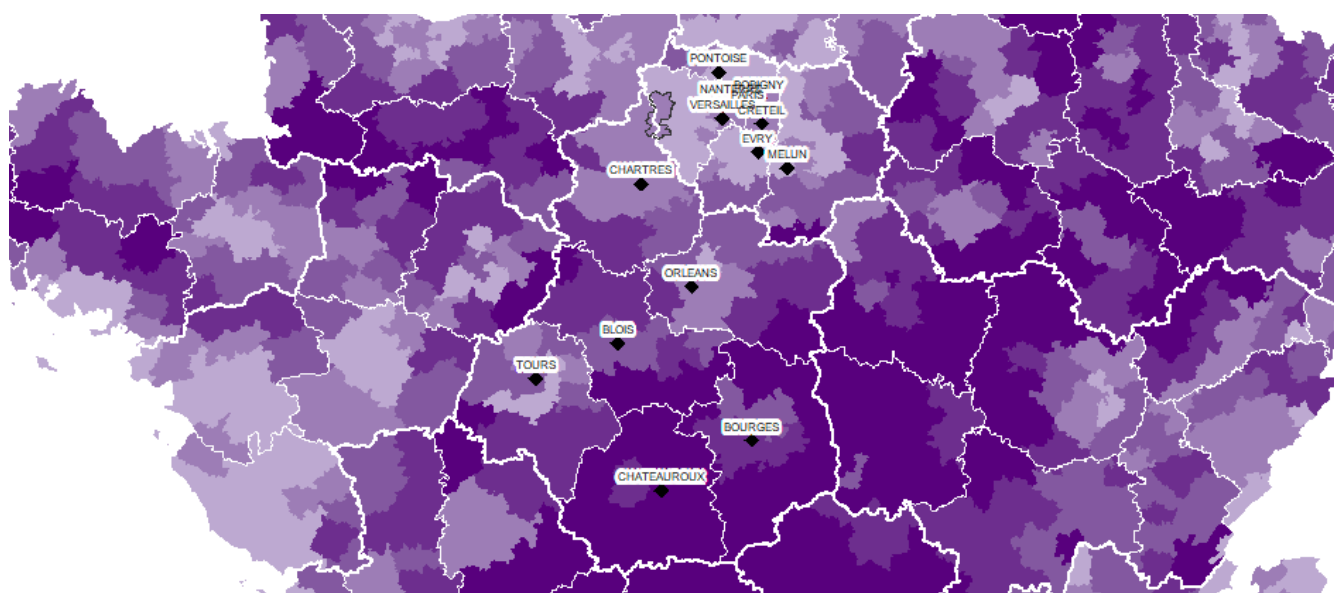 PONTOISE
BOBIGNY
NANTERRE
PARIS
VERSAILLES
CRETEIL
EVRY
MELUN
CHARTRES
ORLEANS
BLOIS
TOURS
BOURGES
CHATEAUROUX